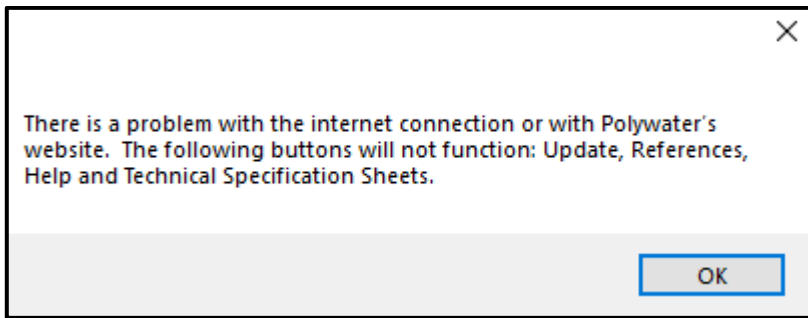 There is a problem with the internet connection or with Polywater's
website.  The following buttons will not function: Update, References,
Help and Technical Specification Sheets.
OK